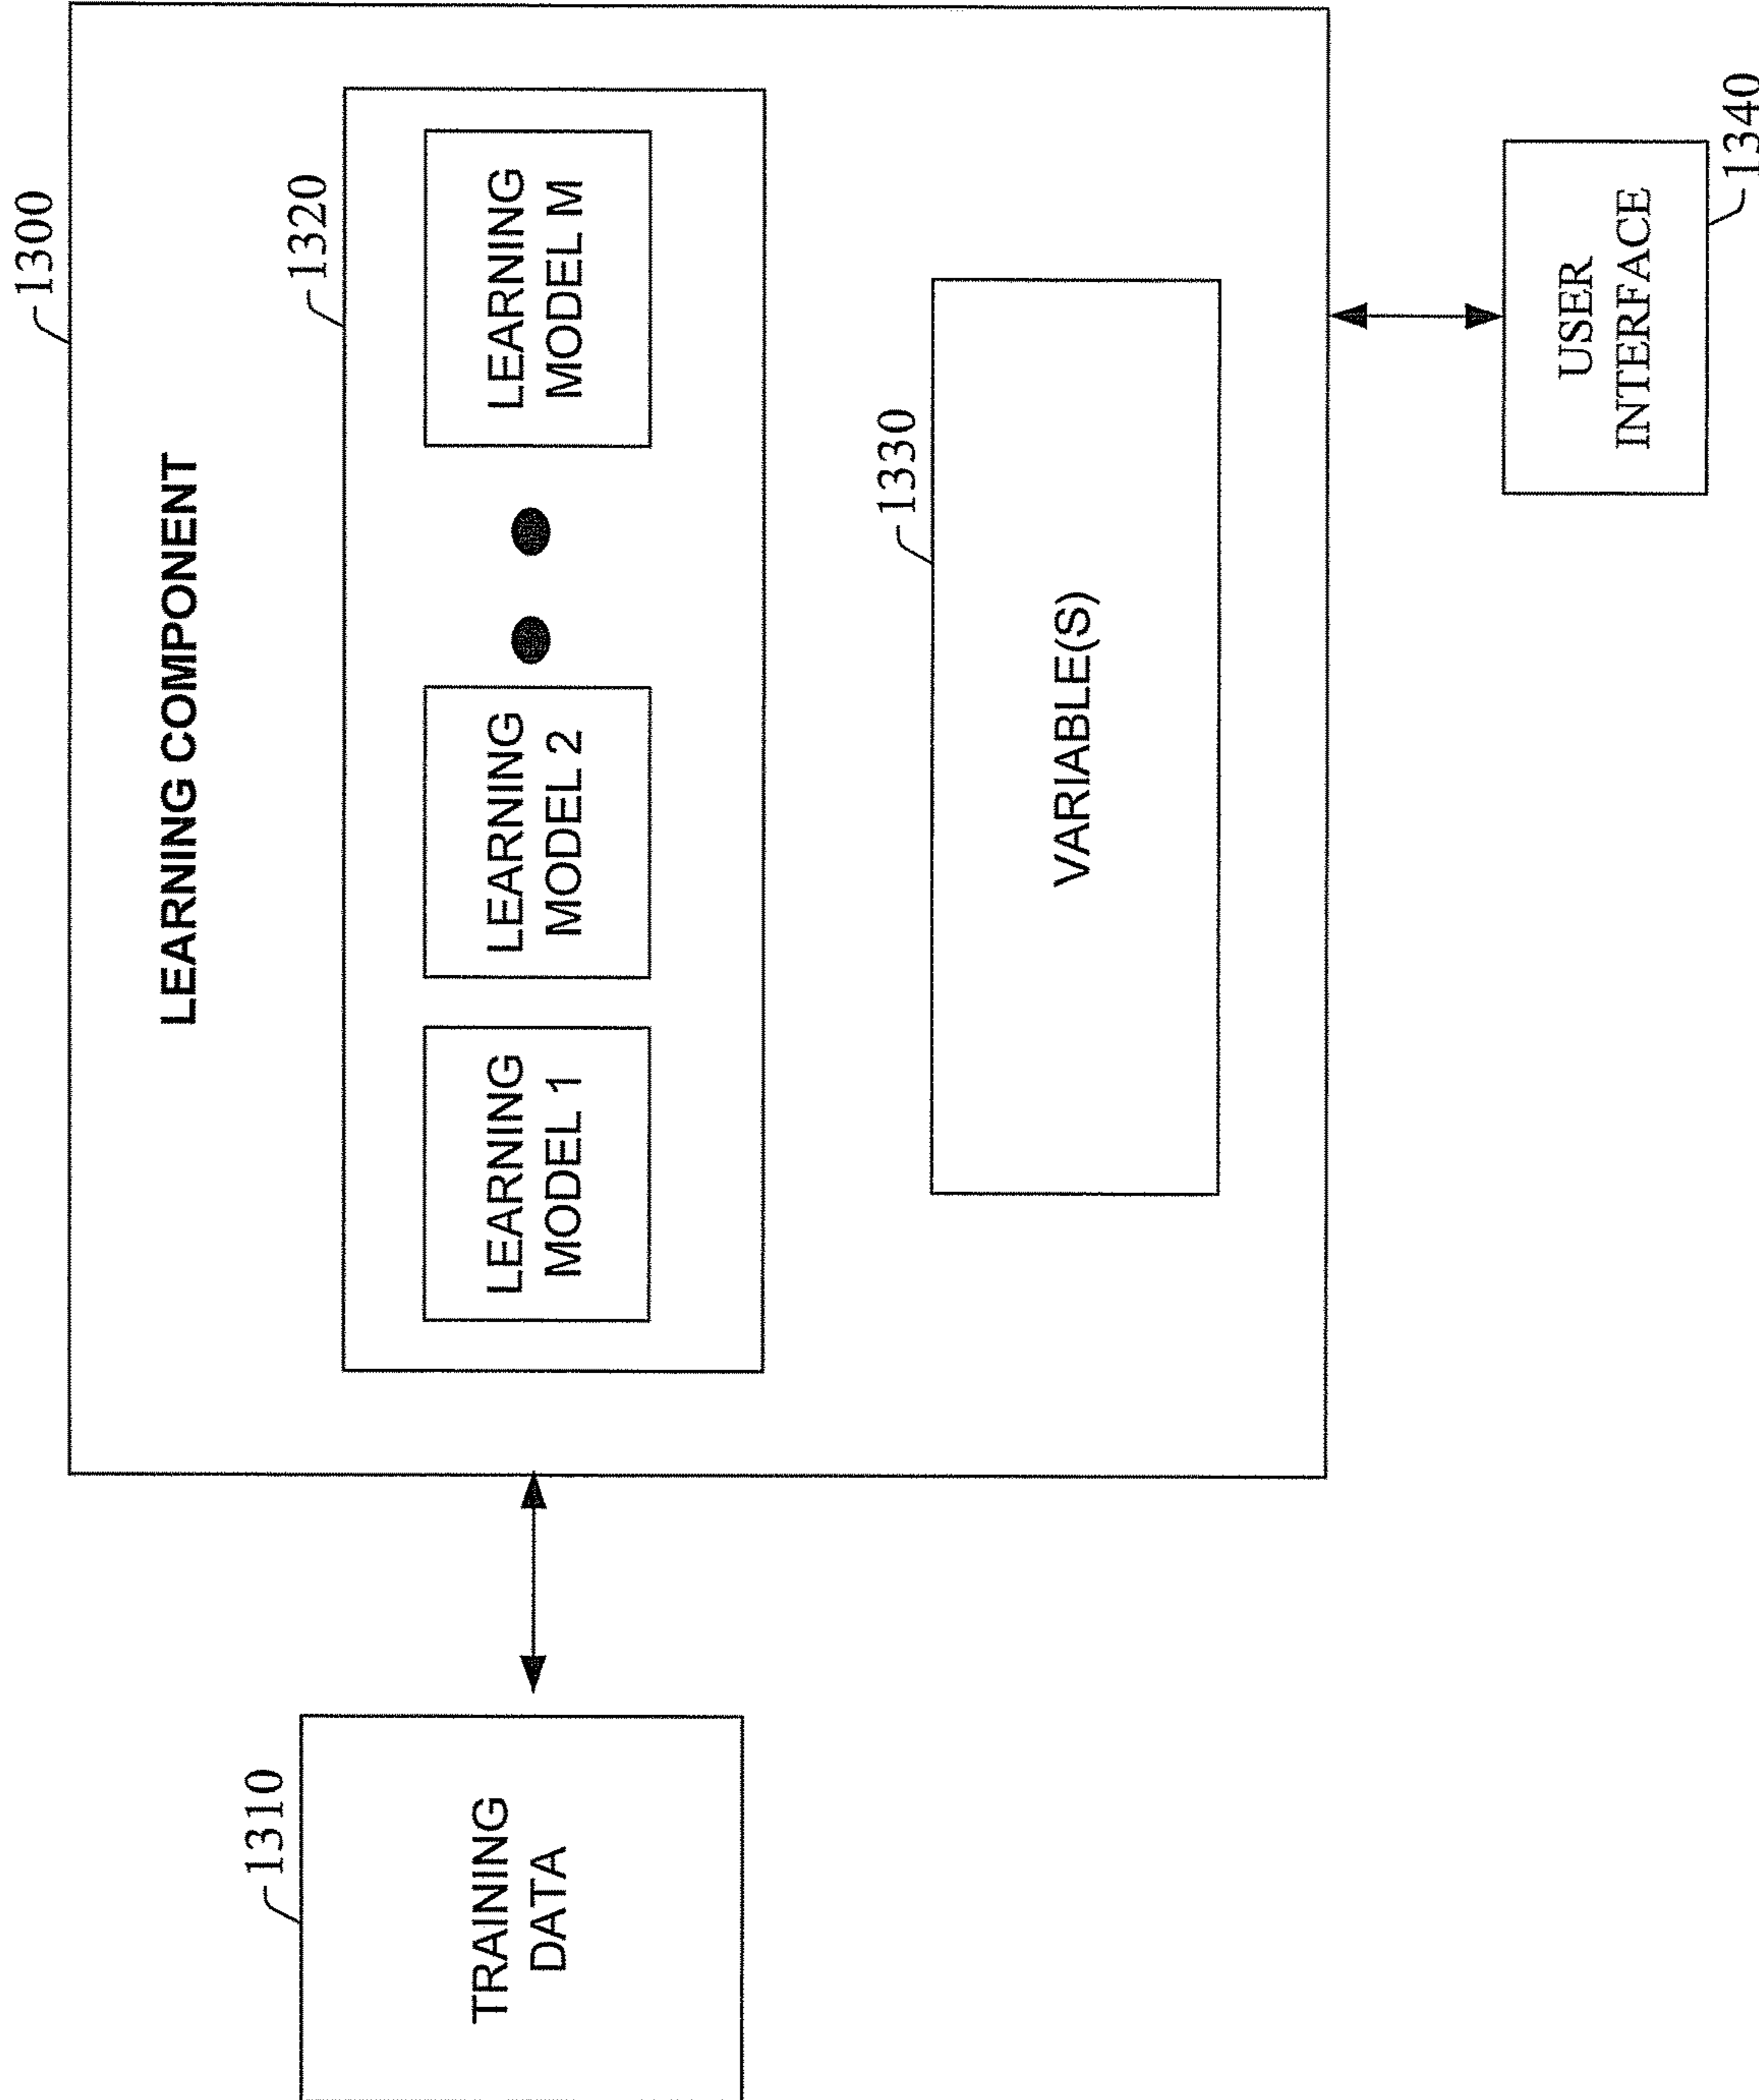 1300
LEARNING COMPONENT
1320
LEARNING
MODEL 1
LEARNING
MODEL 2
LEARNING
MODEL M
1310
TRAINING
DATA
1330
VARIABLE(S)
USER
INTERFACE
1340